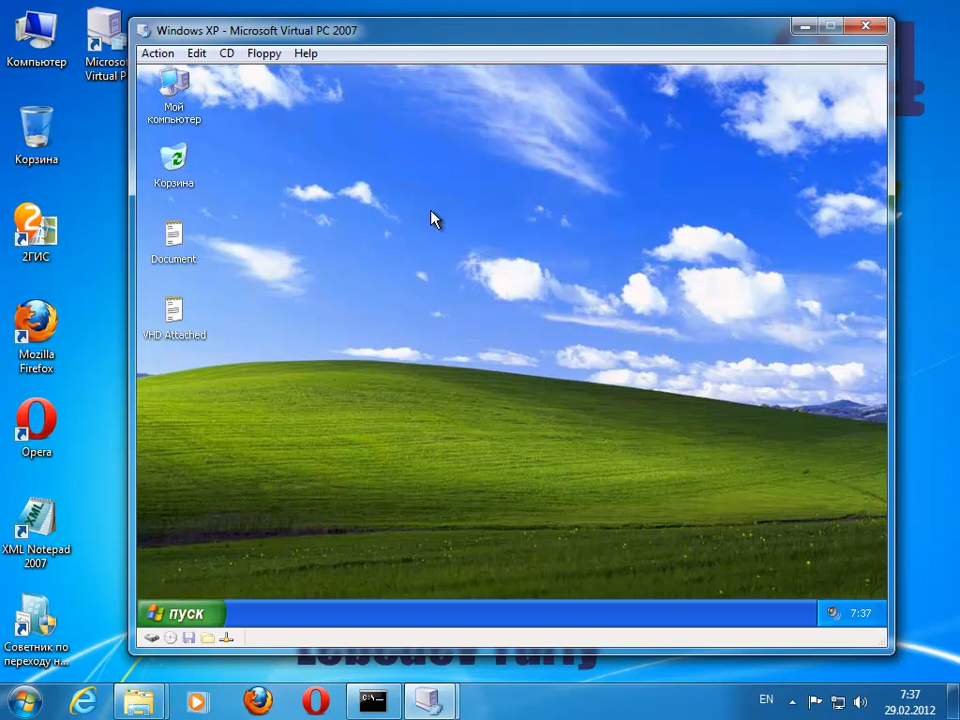 Компьютер
Microsof
Virtual P
Корзина
2ГИС
Mozilla
Firefox
Opera
XML Notepad
2007
Советник по
переходу н...
Windows XP - Microsoft Virtual PC 2007
Action Edit CD Floppy Help
Мой
компьютер
Корзина
Document
VHD Attached
пуск
7:37
EN
7:37
29.02.2012